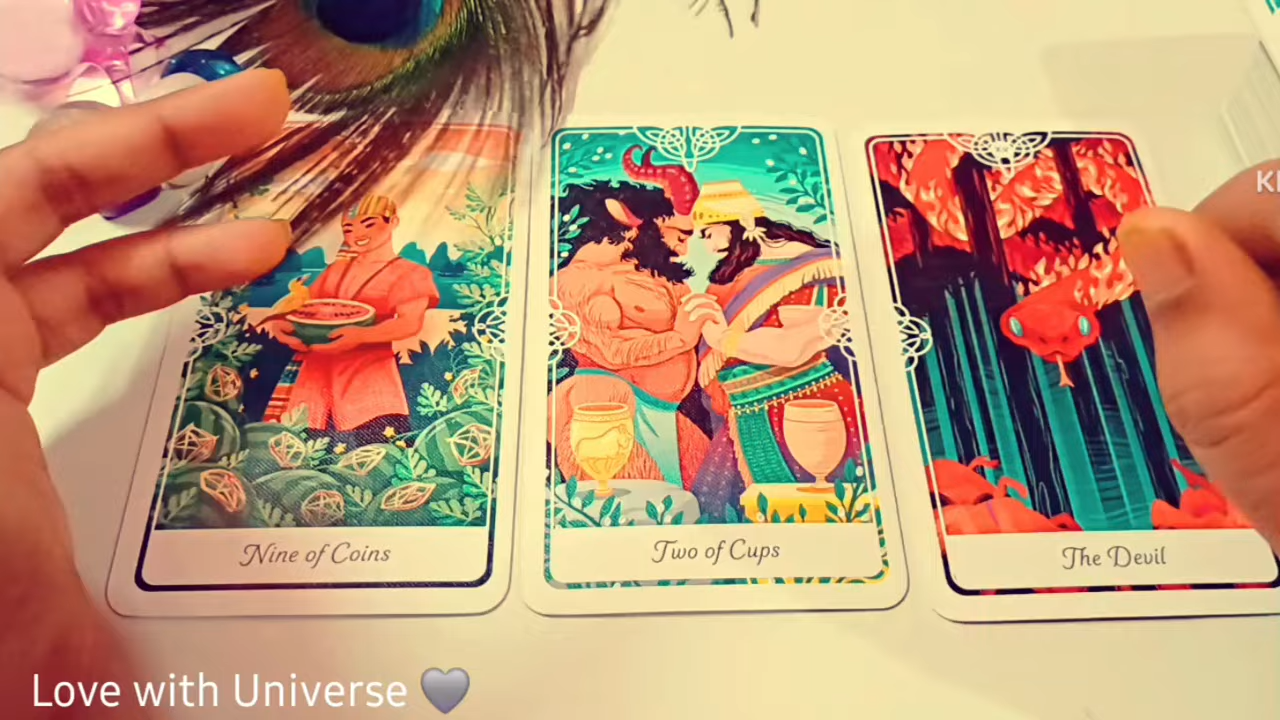 Nine of Coins
Two of Cups
The Devil
Love with Universe 🩶